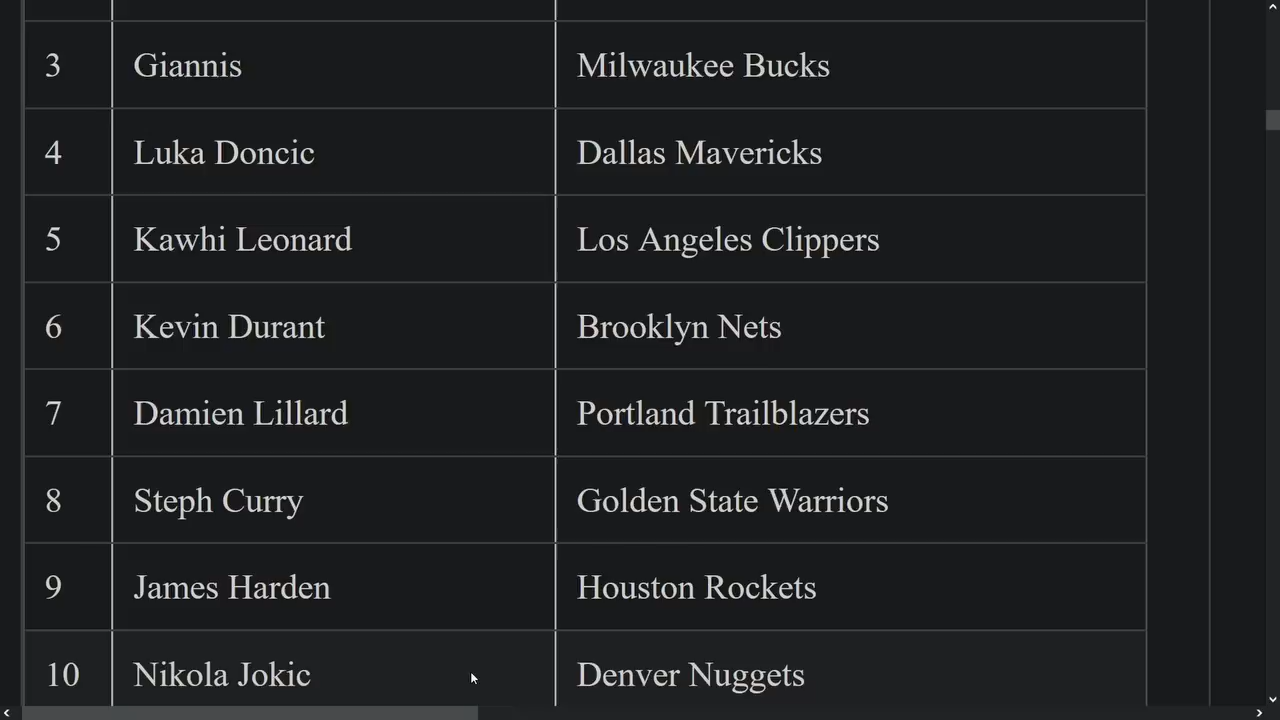 3 Giannis Milwaukee Bucks
4 Luka Doncic Dallas Mavericks
5 Kawhi Leonard Los Angeles Clippers
6 Kevin Durant Brooklyn Nets
7 Damien Lillard Portland Trailblazers
8 Steph Curry Golden State Warriors
9 James Harden Houston Rockets
10 Nikola Jokic Denver Nuggets